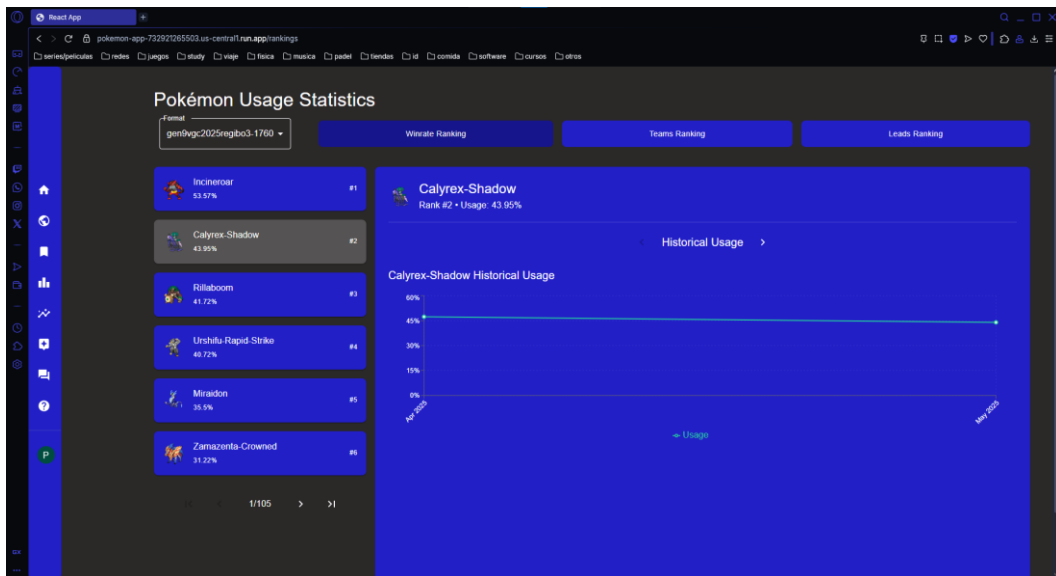 React App
pokemon-app-732921265503.us-central1.run.app/rankings
series/peliculas redes juegos study viaje fisica musica padel tiendas id comida software cursos otros
Pokémon Usage Statistics
Format
gen9vgc2025regibo3-1760
Winrate Ranking
Teams Ranking
Leads Ranking
Incineroar
53.57%
#1
Calyrex-Shadow
43.95%
#2
Rillaboom
41.72%
#3
Urshifu-Rapid-Strike
40.72%
#4
Miraidon
35.5%
#5
Zamazenta-Crowned
31.22%
#6
1/105
Calyrex-Shadow
Rank #2 • Usage: 43.95%
Historical Usage
Calyrex-Shadow Historical Usage
60%
45%
30%
15%
0%
Apr 2025
May 2025
Usage
P
GX